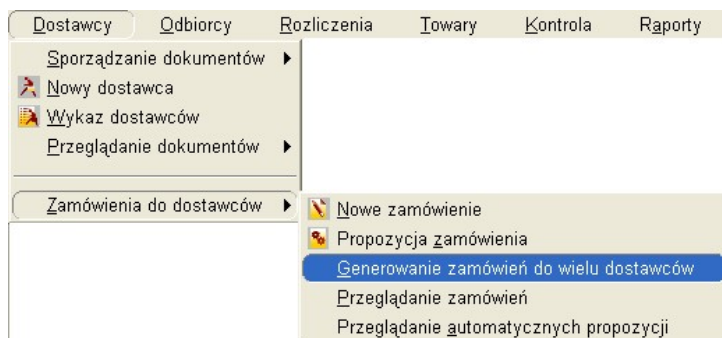 Dostawcy Odbiorcy Rozliczenia Towary Kontrola Raporty
Sporządzanie dokumentów
Nowy dostawca
Wykaz dostawców
Przeglądanie dokumentów
Zamówienia do dostawców
Nowe zamówienie
Propozycja zamówienia
Generowanie zamówień do wielu dostawców
Przeglądanie zamówień
Przeglądanie automatycznych propozycji